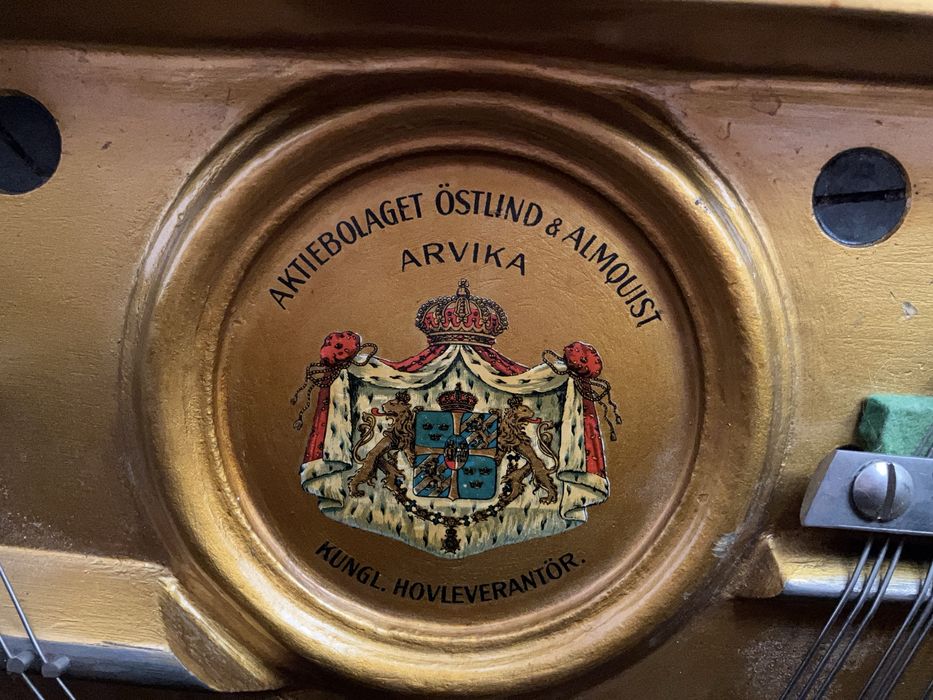 AKTIEBOLAGET ÖSTLIND & ALMQUIST
ARVIKA
KUNGL. HOVLEVERANTÖR.